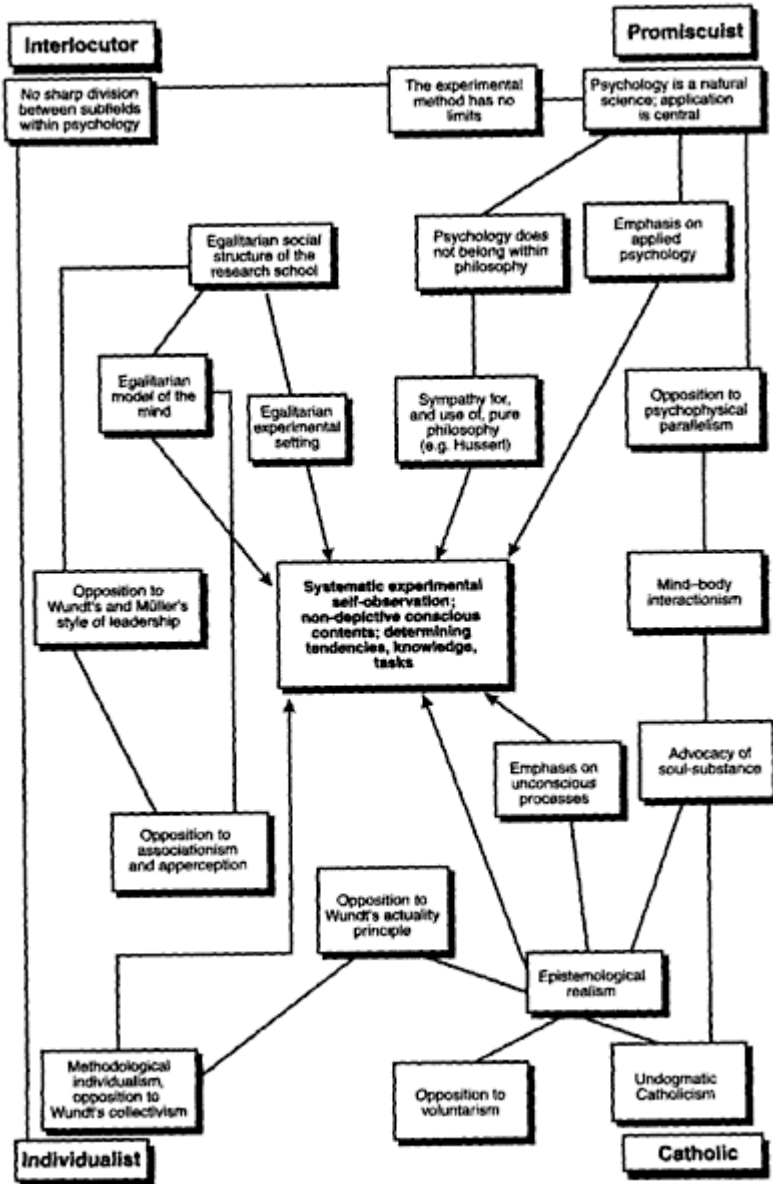 Interlocutor
Promiscuist
No sharp division
between subfields
within psychology
The experimental
method has no
limits
Psychology is a natural
science; application
is central
Egalitarian social
structure of the
research school
Psychology does
not belong within
philosophy
Emphasis on
applied
psychology
Egalitarian
model of the
mind
Egalitarian
experimental
setting
Sympathy for,
and use of, pure
philosophy
(e.g. Husserl)
Opposition to
psychophysical
parallelism
Opposition to
Wundt's and Müller's
style of leadership
Systematic experimental
self-observation;
non-depictive conscious
contents; determining
tendencies, knowledge,
tasks
Mind–body
interactionism
Emphasis on
unconscious
processes
Advocacy of
soul-substance
Opposition to
associationism
and apperception
Opposition to
Wundt's actuality
principle
Epistemological
realism
Methodological
individualism,
opposition to
Wundt's collectivism
Opposition to
voluntarism
Undogmatic
Catholicism
Individualist
Catholic